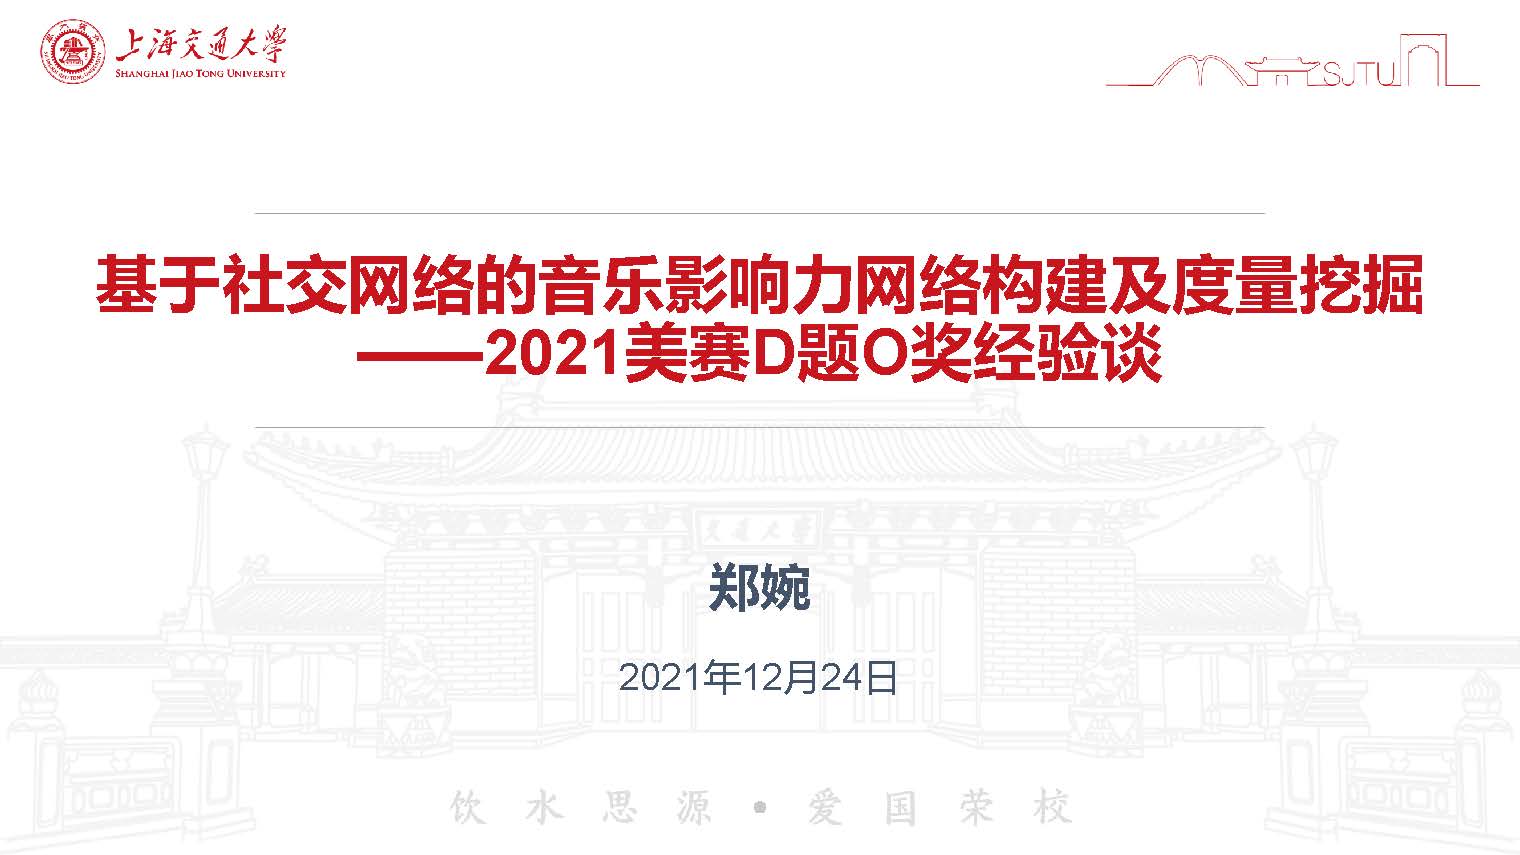 上海交通大学
SHANGHAI JIAO TONG UNIVERSITY
SJTU
基于社交网络的音乐影响力网络构建及度量挖掘
——2021美赛D题O奖经验谈
交通大学
郑婉
2021年12月24日
饮水思源·爱国荣校